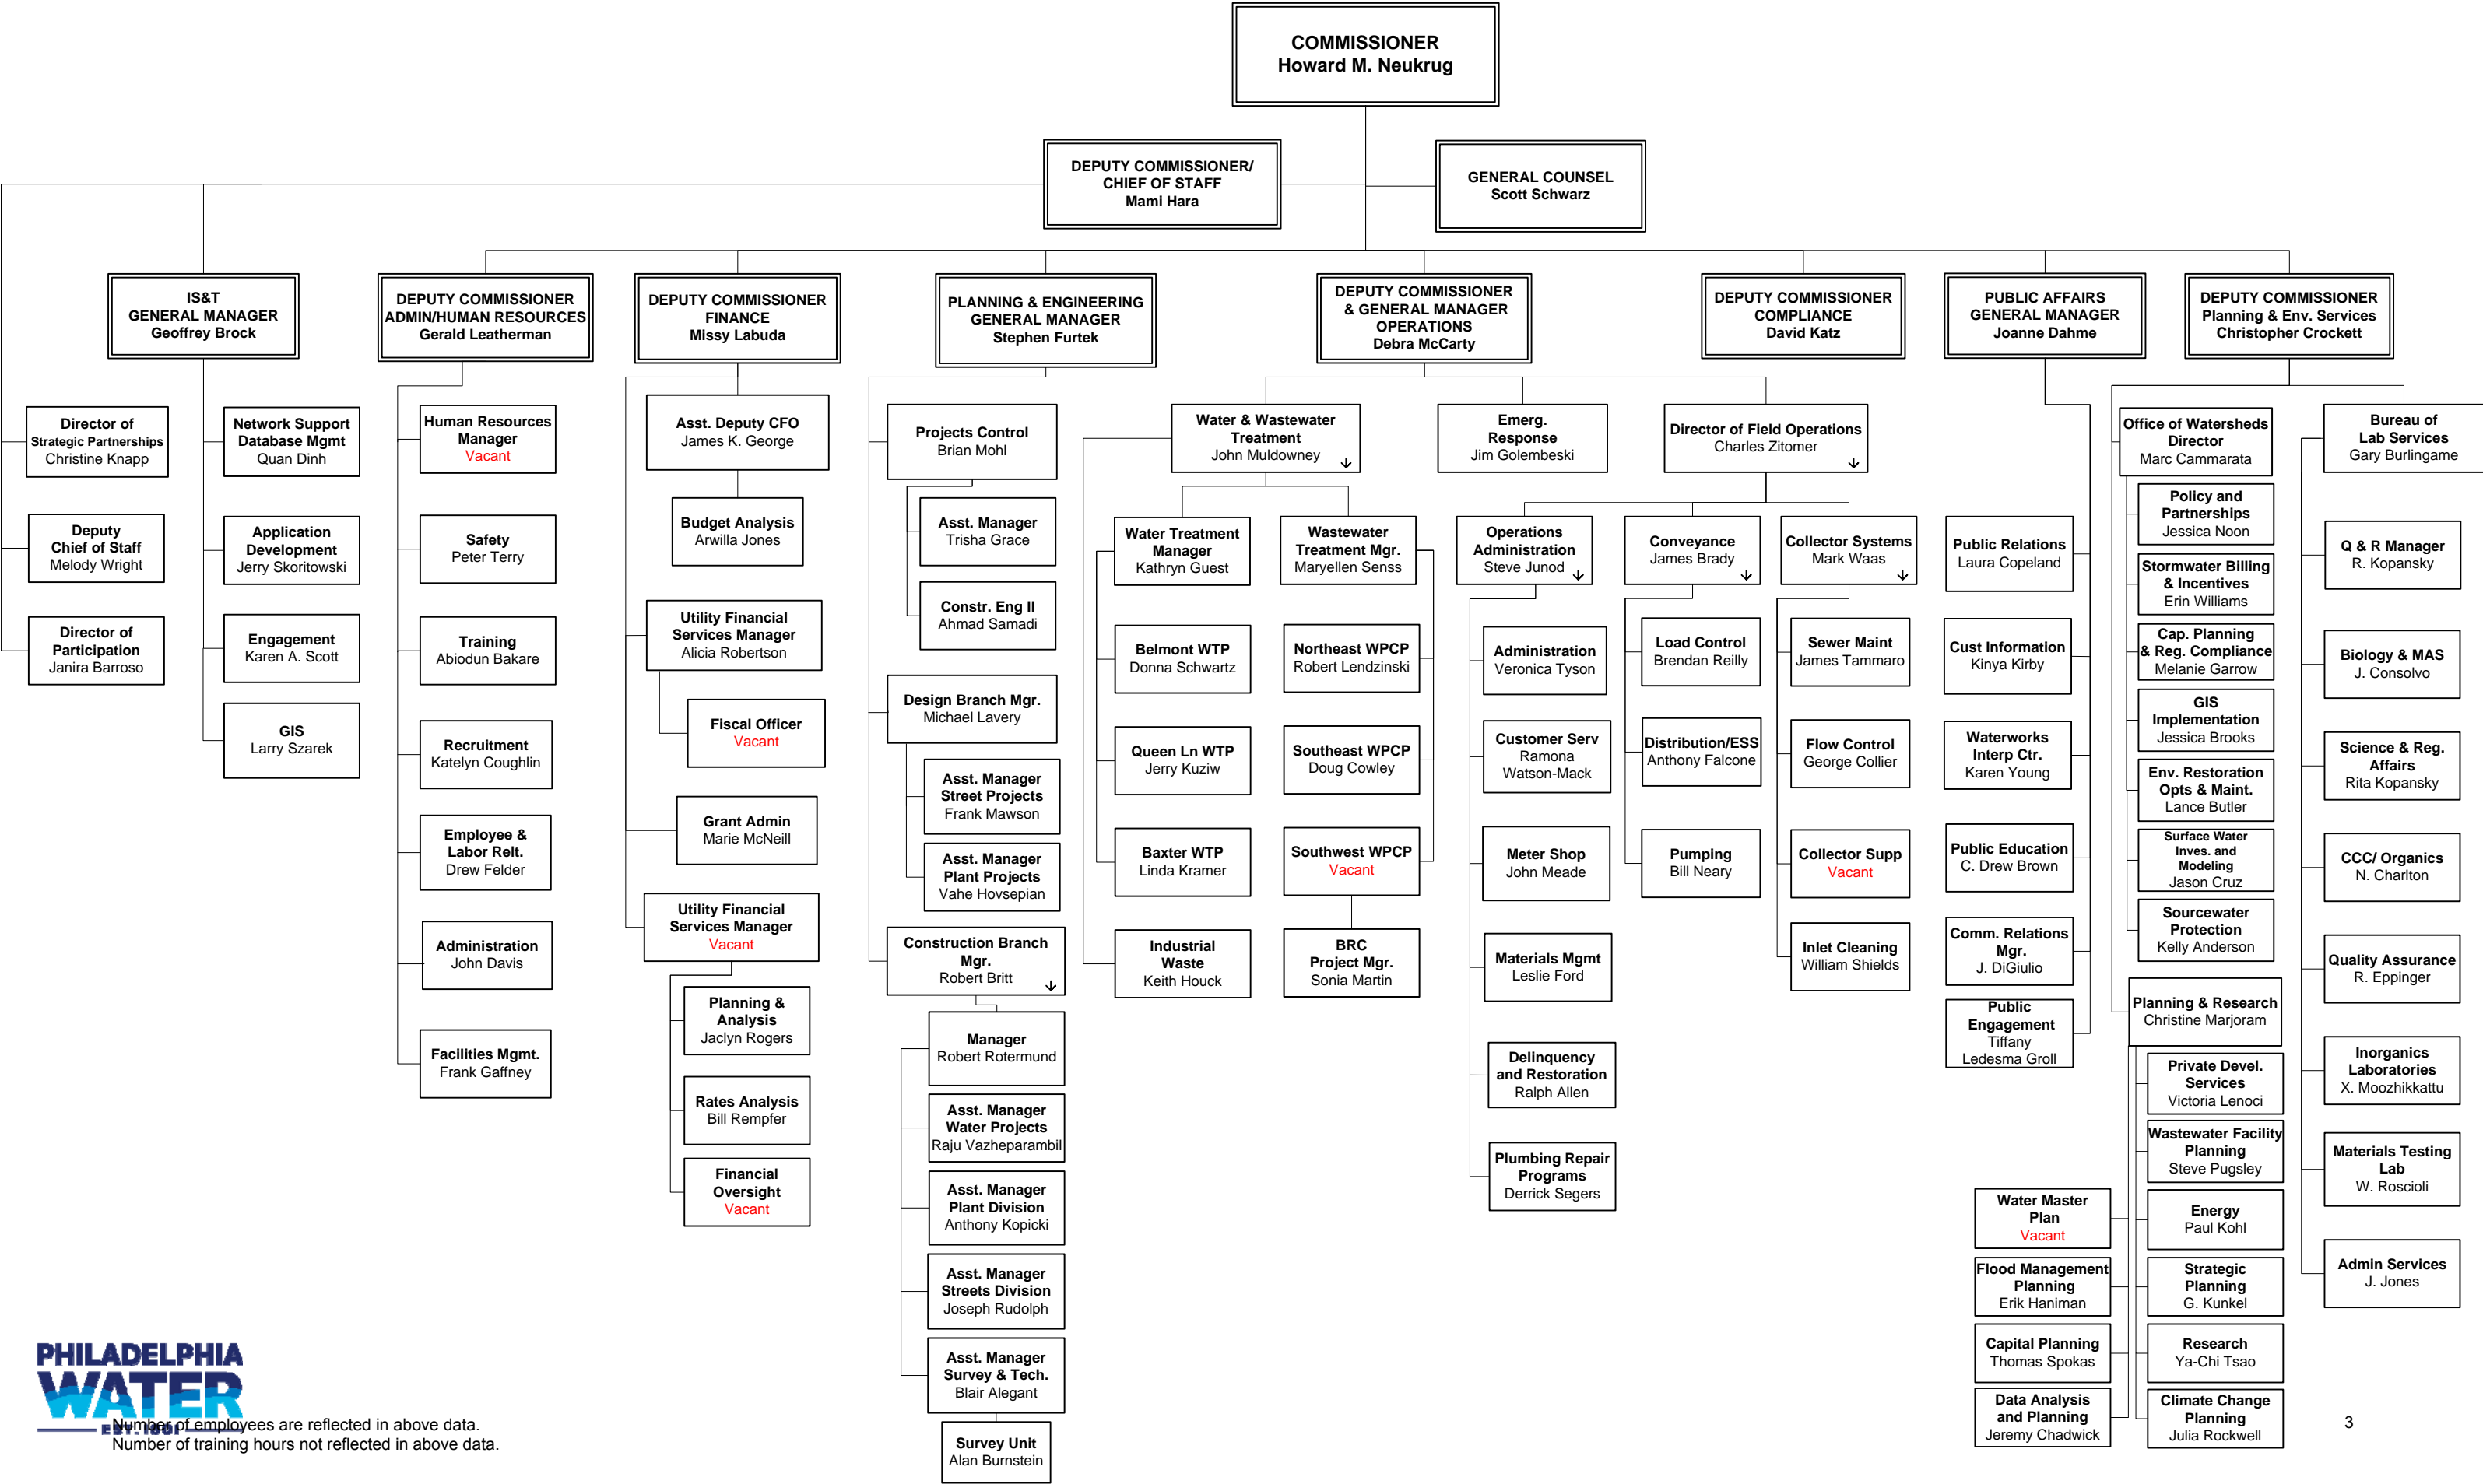 COMMISSIONER
Howard M. Neukrug
DEPUTY COMMISSIONER/
CHIEF OF STAFF
Mami Hara
GENERAL COUNSEL
Scott Schwarz
IS&T
GENERAL MANAGER
Geoffrey Brock
DEPUTY COMMISSIONER
ADMIN/HUMAN RESOURCES
Gerald Leatherman
DEPUTY COMMISSIONER
FINANCE
Missy Labuda
PLANNING & ENGINEERING
GENERAL MANAGER
Stephen Furtek
DEPUTY COMMISSIONER
& GENERAL MANAGER
OPERATIONS
Debra McCarty
DEPUTY COMMISSIONER
COMPLIANCE
David Katz
PUBLIC AFFAIRS
GENERAL MANAGER
Joanne Dahme
DEPUTY COMMISSIONER
Planning & Env. Services
Christopher Crockett
Director of
Strategic Partnerships
Christine Knapp
Deputy
Chief of Staff
Melody Wright
Director of
Participation
Janira Barroso
Network Support
Database Mgmt
Quan Dinh
Application
Development
Jerry Skoritowski
Engagement
Karen A. Scott
GIS
Larry Szarek
Human Resources
Manager
Vacant
Safety
Peter Terry
Training
Abiodun Bakare
Recruitment
Katelyn Coughlin
Employee &
Labor Relt.
Drew Felder
Administration
John Davis
Facilities Mgmt.
Frank Gaffney
Asst. Deputy CFO
James K. George
Budget Analysis
Arwilla Jones
Utility Financial
Services Manager
Alicia Robertson
Fiscal Officer
Vacant
Grant Admin
Marie McNeill
Utility Financial
Services Manager
Vacant
Planning &
Analysis
Jaclyn Rogers
Rates Analysis
Bill Rempfer
Financial
Oversight
Vacant
Projects Control
Brian Mohl
Asst. Manager
Trisha Grace
Constr. Eng II
Ahmad Samadi
Design Branch Mgr.
Michael Lavery
Asst. Manager
Street Projects
Frank Mawson
Asst. Manager
Plant Projects
Vahe Hovsepian
Construction Branch
Mgr.
Robert Britt
Manager
Robert Rotermund
Asst. Manager
Water Projects
Raju Vazheparambil
Asst. Manager
Plant Division
Anthony Kopicki
Asst. Manager
Streets Division
Joseph Rudolph
Asst. Manager
Survey & Tech.
Blair Alegant
Survey Unit
Alan Burnstein
Water & Wastewater
Treatment
John Muldowney
Emerg.
Response
Jim Golembeski
Director of Field Operations
Charles Zitomer
Water Treatment
Manager
Kathryn Guest
Belmont WTP
Donna Schwartz
Queen Ln WTP
Jerry Kuziw
Baxter WTP
Linda Kramer
Industrial
Waste
Keith Houck
Wastewater
Treatment Mgr.
Maryellen Senss
Northeast WPCP
Robert Lendzinski
Southeast WPCP
Doug Cowley
Southwest WPCP
Vacant
BRC
Project Mgr.
Sonia Martin
Operations
Administration
Steve Junod
Administration
Veronica Tyson
Customer Serv
Ramona
Watson-Mack
Meter Shop
John Meade
Materials Mgmt
Leslie Ford
Delinquency
and Restoration
Ralph Allen
Plumbing Repair
Programs
Derrick Segers
Conveyance
James Brady
Load Control
Brendan Reilly
Distribution/ESS
Anthony Falcone
Pumping
Bill Neary
Collector Systems
Mark Waas
Sewer Maint
James Tammaro
Flow Control
George Collier
Collector Supp
Vacant
Inlet Cleaning
William Shields
Public Relations
Laura Copeland
Cust Information
Kinya Kirby
Waterworks
Interp Ctr.
Karen Young
Public Education
C. Drew Brown
Comm. Relations
Mgr.
J. DiGiulio
Public
Engagement
Tiffany
Ledesma Groll
Office of Watersheds
Director
Marc Cammarata
Policy and
Partnerships
Jessica Noon
Stormwater Billing
& Incentives
Erin Williams
Cap. Planning
& Reg. Compliance
Melanie Garrow
GIS
Implementation
Jessica Brooks
Env. Restoration
Opts & Maint.
Lance Butler
Surface Water
Inves. and
Modeling
Jason Cruz
Sourcewater
Protection
Kelly Anderson
Planning & Research
Christine Marjoram
Private Devel.
Services
Victoria Lenoci
Wastewater Facility
Planning
Steve Pugsley
Energy
Paul Kohl
Strategic
Planning
G. Kunkel
Research
Ya-Chi Tsao
Climate Change
Planning
Julia Rockwell
Water Master
Plan
Vacant
Flood Management
Planning
Erik Haniman
Capital Planning
Thomas Spokas
Data Analysis
and Planning
Jeremy Chadwick
Bureau of
Lab Services
Gary Burlingame
Q & R Manager
R. Kopansky
Biology & MAS
J. Consolvo
Science & Reg.
Affairs
Rita Kopansky
CCC/ Organics
N. Charlton
Quality Assurance
R. Eppinger
Inorganics
Laboratories
X. Moozhikkattu
Materials Testing
Lab
W. Roscioli
Admin Services
J. Jones
PHILADELPHIA
WATER
EST. 1801
Number of employees are reflected in above data.
Number of training hours not reflected in above data.
3